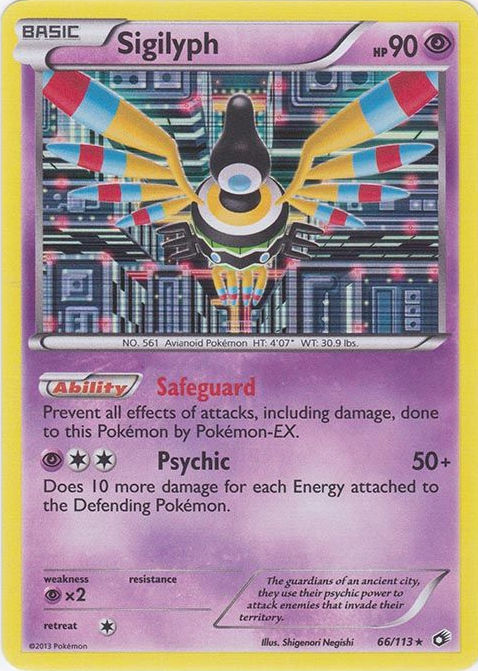 BASIC
Sigilyph
HP 90
NO. 561 Avianoid Pokémon HT: 4'07" WT: 30.9 lbs.
Ability Safeguard
Prevent all effects of attacks, including damage, done
to this Pokémon by Pokémon-EX.
Psychic 50+
Does 10 more damage for each Energy attached to
the Defending Pokémon.
weakness resistance
×2
retreat
The guardians of an ancient city,
they use their psychic power to
attack enemies that invade their
territory.
©2013 Pokémon
Illus. Shigenori Negishi 66/113★